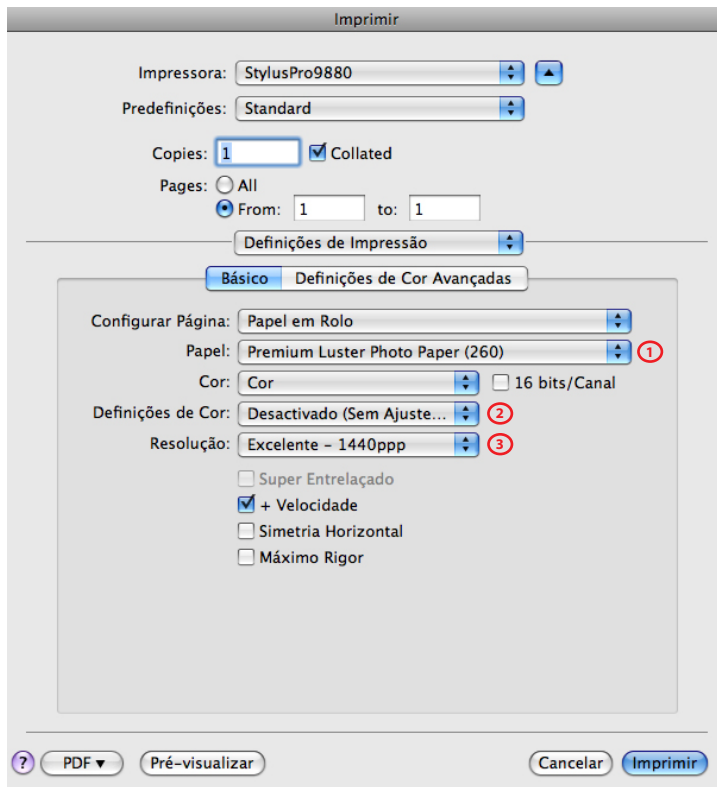 Imprimir
Impressora: StylusPro9880
Predefinições: Standard
Copies: 1 Collated
Pages: All
From: 1 to: 1
Definições de Impressão
Básico Definições de Cor Avançadas
Configurar Página: Papel em Rolo
Papel: Premium Luster Photo Paper (260) 1
Cor: Cor 16 bits/Canal
Definições de Cor: Desactivado (Sem Ajuste... 2
Resolução: Excelente – 1440ppp 3
Super Entrelaçado
+ Velocidade
Simetria Horizontal
Máximo Rigor
? PDF ▼ Pré-visualizar Cancelar Imprimir